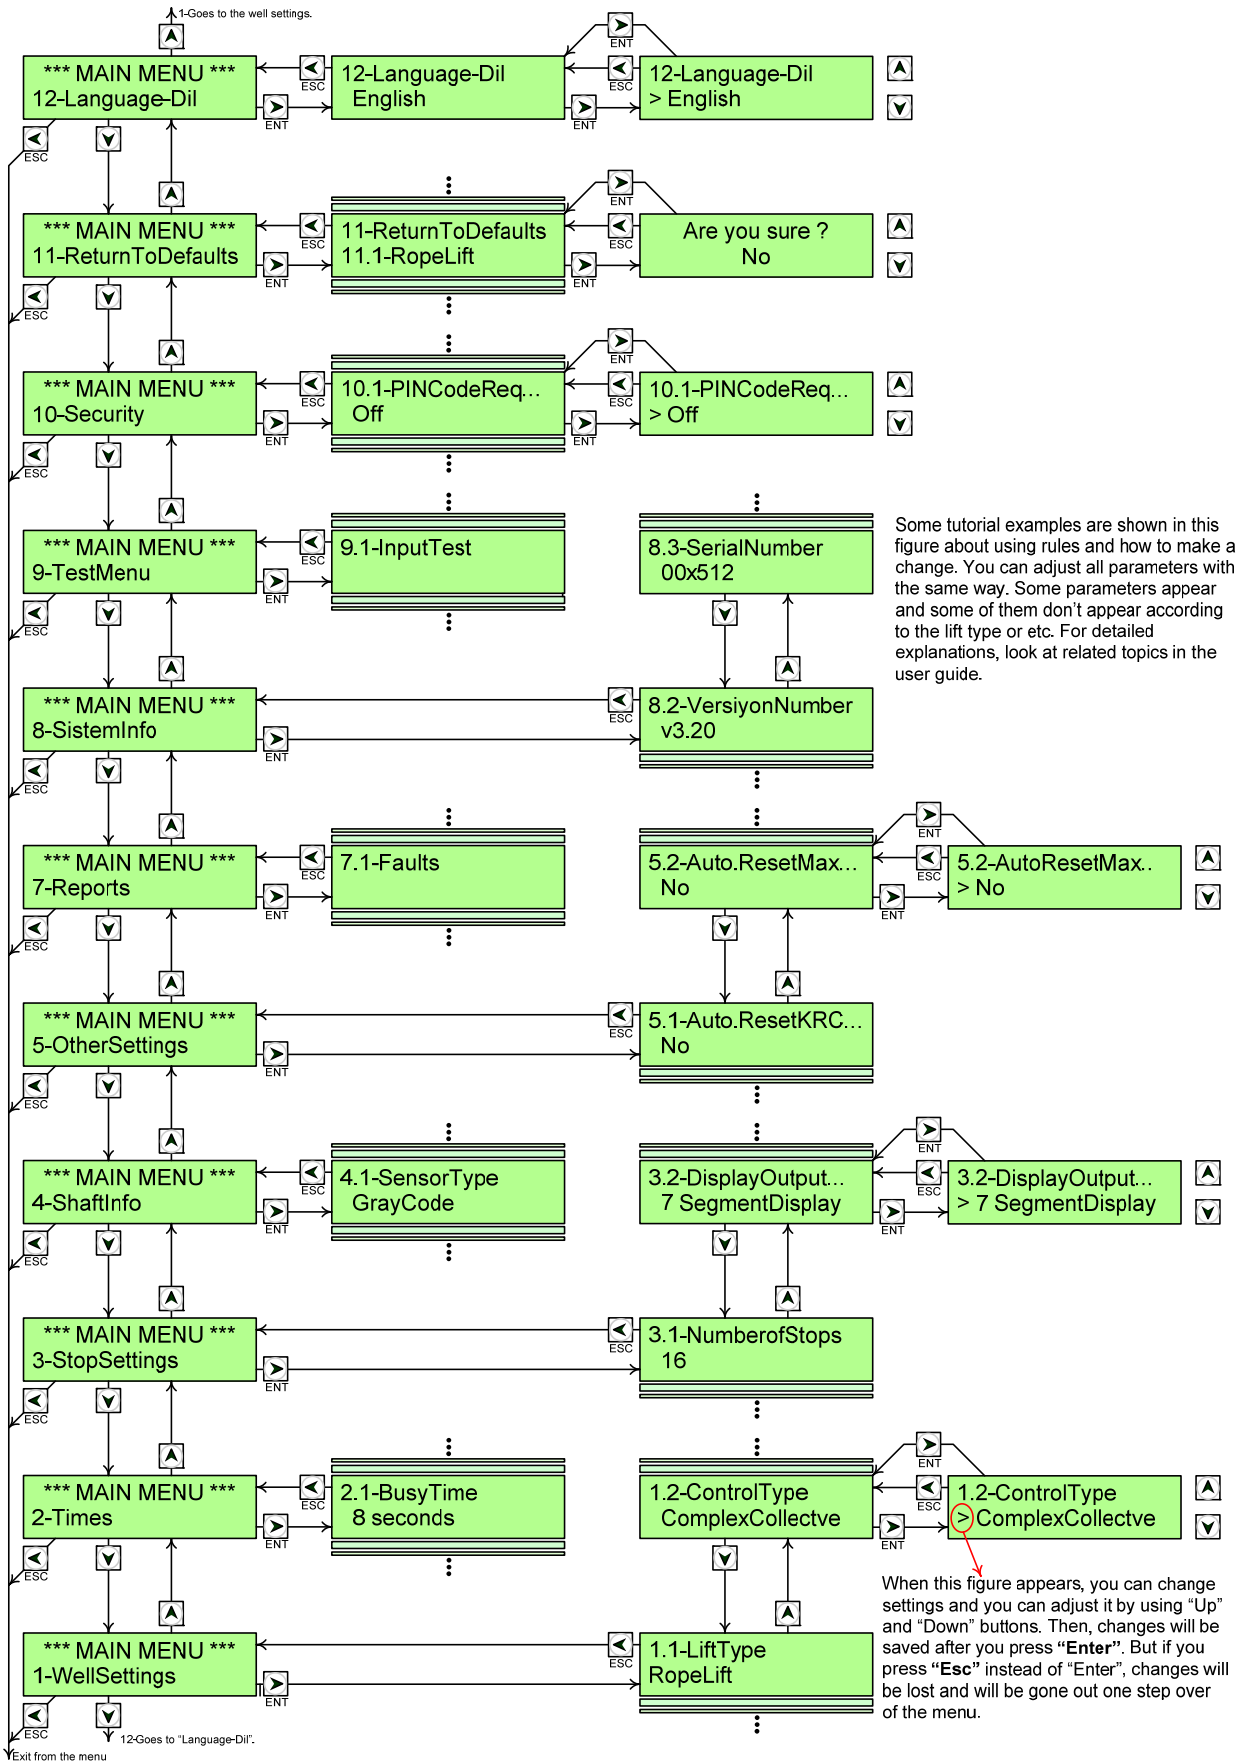 1-Goes to the well settings.
*** MAIN MENU ***
12-Language-Dil
ESC
ENT
12-Language-Dil
English
ENT
ESC
ENT
12-Language-Dil
> English
ESC
*** MAIN MENU ***
11-ReturnToDefaults
ESC
ENT
11-ReturnToDefaults
11.1-RopeLift
ENT
ESC
ENT
Are you sure ?
No
ESC
*** MAIN MENU ***
10-Security
ESC
ENT
10.1-PINCodeReq...
Off
ENT
ESC
ENT
10.1-PINCodeReq...
> Off
ESC
*** MAIN MENU ***
9-TestMenu
ESC
ENT
9.1-InputTest
8.3-SerialNumber
00x512
Some tutorial examples are shown in this
figure about using rules and how to make a
change. You can adjust all parameters with
the same way. Some parameters appear
and some of them don't appear according
to the lift type or etc. For detailed
explanations, look at related topics in the
user guide.
ESC
*** MAIN MENU ***
8-SistemInfo
ENT
ESC
8.2-VersiyonNumber
v3.20
ESC
*** MAIN MENU ***
7-Reports
ESC
ENT
7.1-Faults
5.2-Auto.ResetMax...
No
ENT
ESC
ENT
5.2-AutoResetMax..
> No
ESC
*** MAIN MENU ***
5-OtherSettings
ENT
ESC
5.1-Auto.ResetKRC...
No
ESC
*** MAIN MENU ***
4-ShaftInfo
ESC
ENT
4.1-SensorType
GrayCode
3.2-DisplayOutput...
7 SegmentDisplay
ENT
ESC
ENT
3.2-DisplayOutput...
> 7 SegmentDisplay
ESC
*** MAIN MENU ***
3-StopSettings
ENT
ESC
3.1-NumberofStops
16
ESC
*** MAIN MENU ***
2-Times
ESC
ENT
2.1-BusyTime
8 seconds
1.2-ControlType
ComplexCollectve
ENT
ESC
ENT
1.2-ControlType
> ComplexCollectve
ESC
*** MAIN MENU ***
1-WellSettings
ENT
ESC
1.1-LiftType
RopeLift
When this figure appears, you can change
settings and you can adjust it by using “Up”
and “Down” buttons. Then, changes will be
saved after you press “Enter”. But if you
press “Esc” instead of “Enter”, changes will
be lost and will be gone out one step over
of the menu.
ESC
12-Goes to “Language-Dil”.
Exit from the menu